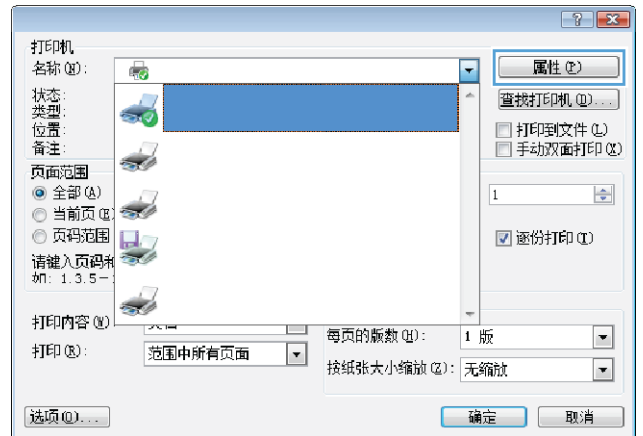 打印机
名称(N):
属性(P)
状态:
类型:
位置:
备注:
查找打印机(D)...
打印到文件(L)
手动双面打印(X)
页面范围
全部(A)
当前页(E)
页码范围
请键入页码和
如: 1.3.5-
1
逐份打印(T)
打印内容(W)
打印(R):
范围中所有页面
每页的版数(H):
1 版
按纸张大小缩放(Z):
无缩放
选项(O)...
确定
取消